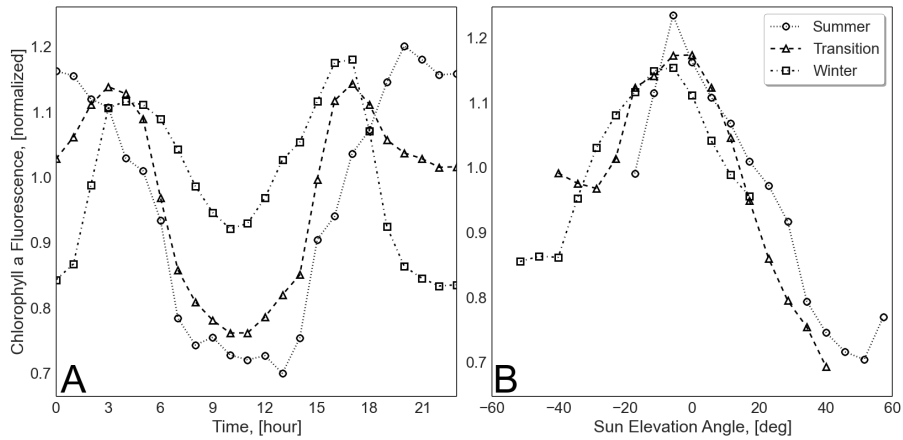 Chlorophyll a Fluorescence, [normalized]
1.2
1.1
1.0
0.9
0.8
0.7
A
0 3 6 9 12 15 18 21
Time, [hour]
1.2
1.1
1.0
0.9
0.8
0.7
Summer
Transition
Winter
B
−60 −40 −20 0 20 40 60
Sun Elevation Angle, [deg]